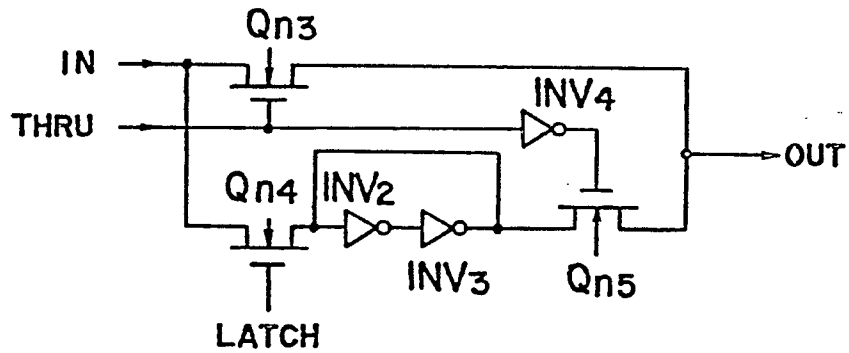 Qn3
IN
INV4
THRU
OUT
Qn4
INV2
INV3
Qn5
LATCH